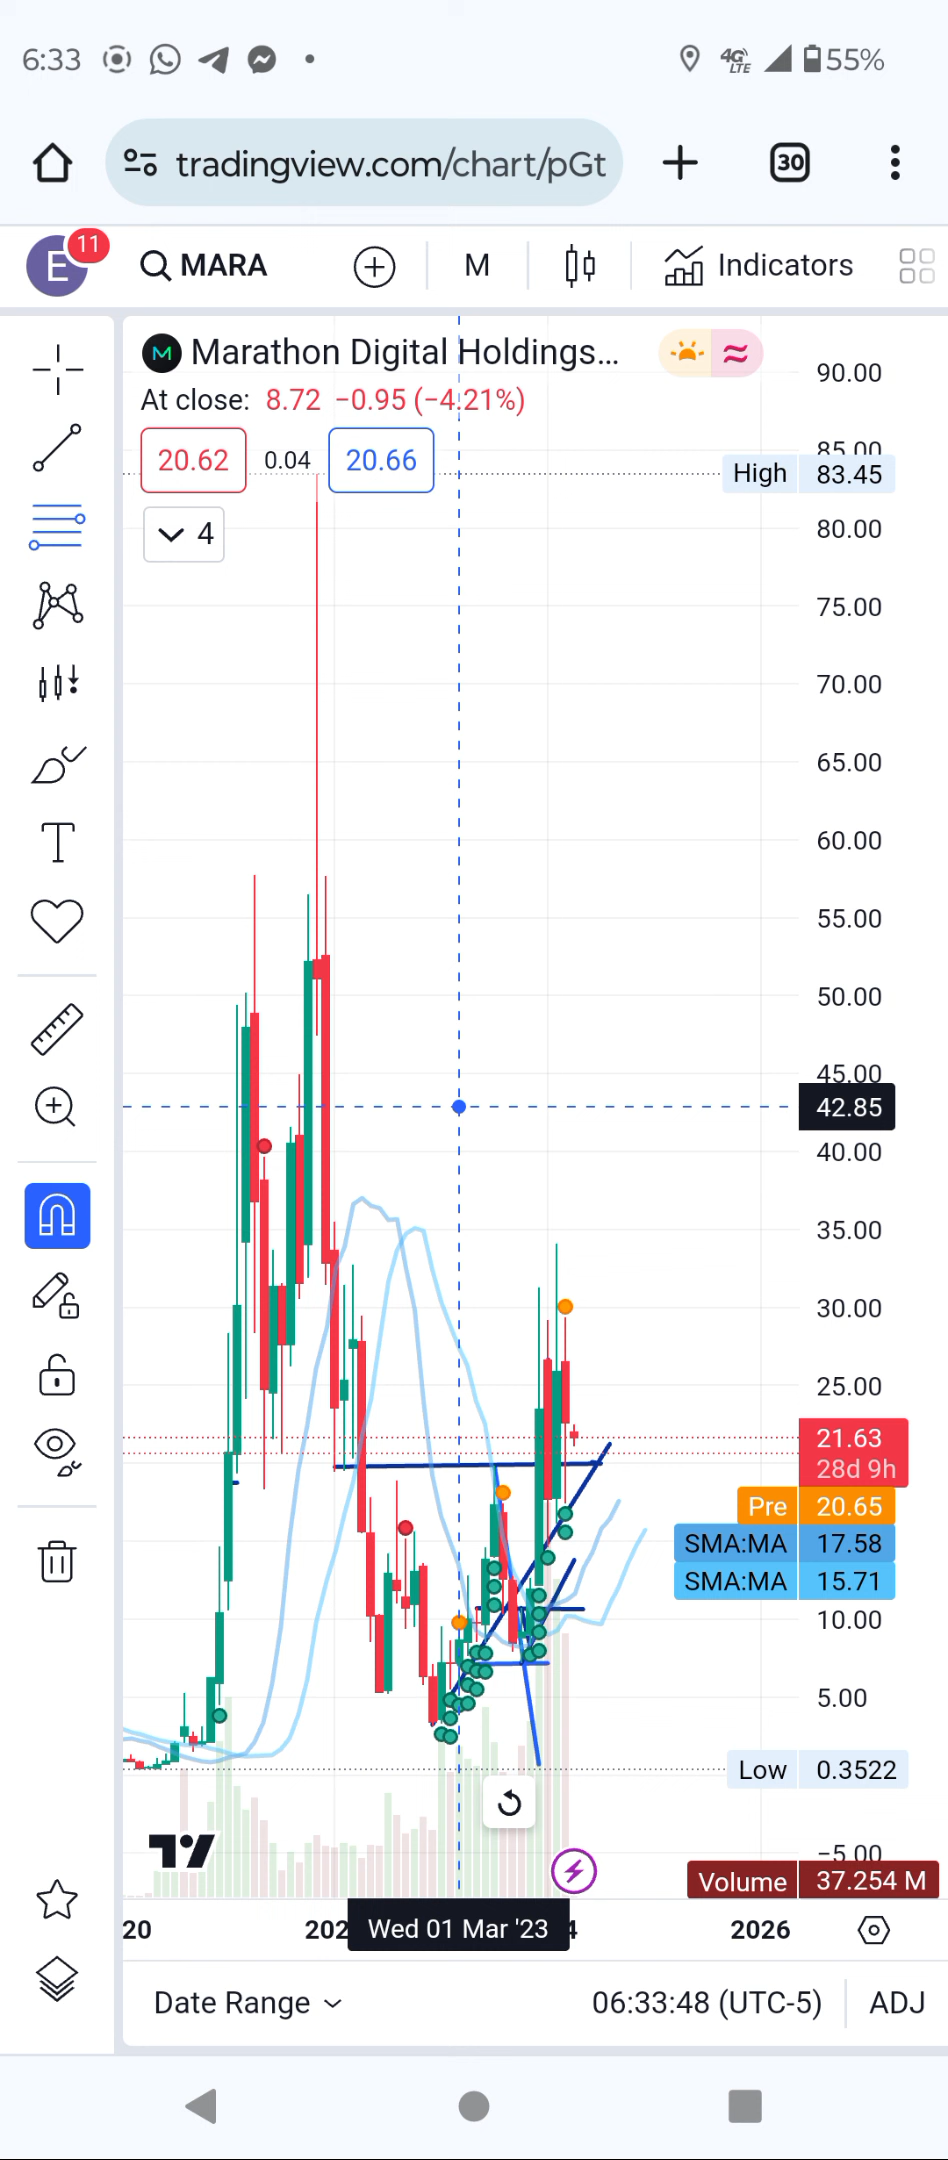 6:33 4G LTE 55%
tradingview.com/chart/pGt 30
E 11 MARA M Indicators
M Marathon Digital Holdings...
At close: 8.72 −0.95 (−4.21%)
20.62 0.04 20.66
4
90.00
85.00
High 83.45
80.00
75.00
70.00
65.00
60.00
55.00
50.00
45.00
42.85
40.00
35.00
30.00
25.00
21.63
28d 9h
Pre 20.65
SMA:MA 17.58
SMA:MA 15.71
10.00
5.00
Low 0.3522
−5.00
Volume 37.254 M
20 202 Wed 01 Mar '23 4 2026
Date Range 06:33:48 (UTC-5) ADJ